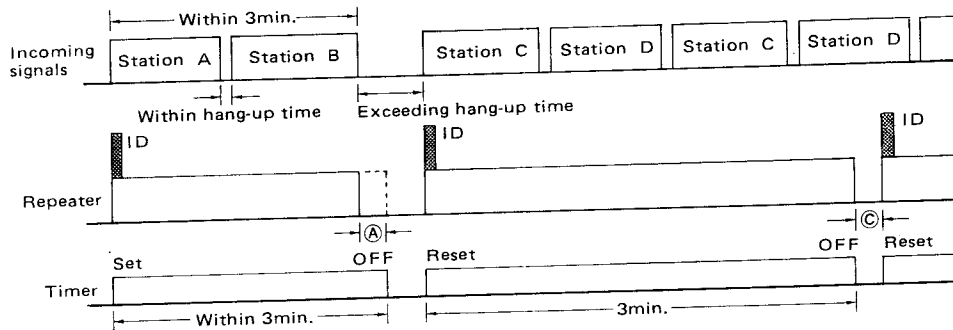 Within 3min.
Incoming signals
Station A
Station B
Station C
Station D
Station C
Station D
Within hang-up time
Exceeding hang-up time
ID
ID
ID
Repeater
Ⓐ
Ⓒ
Set
OFF
Reset
OFF
Reset
Timer
Within 3min.
3min.